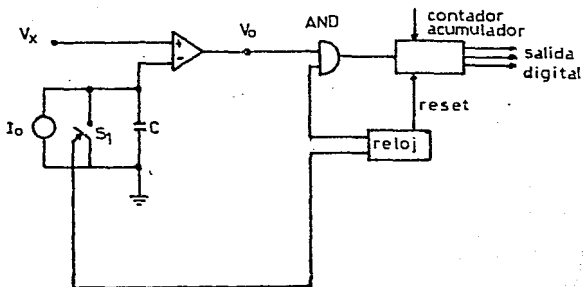 Vx
+
−
Vo
AND
contador
acumulador
salida
digital
Io
S1
C
reset
reloj